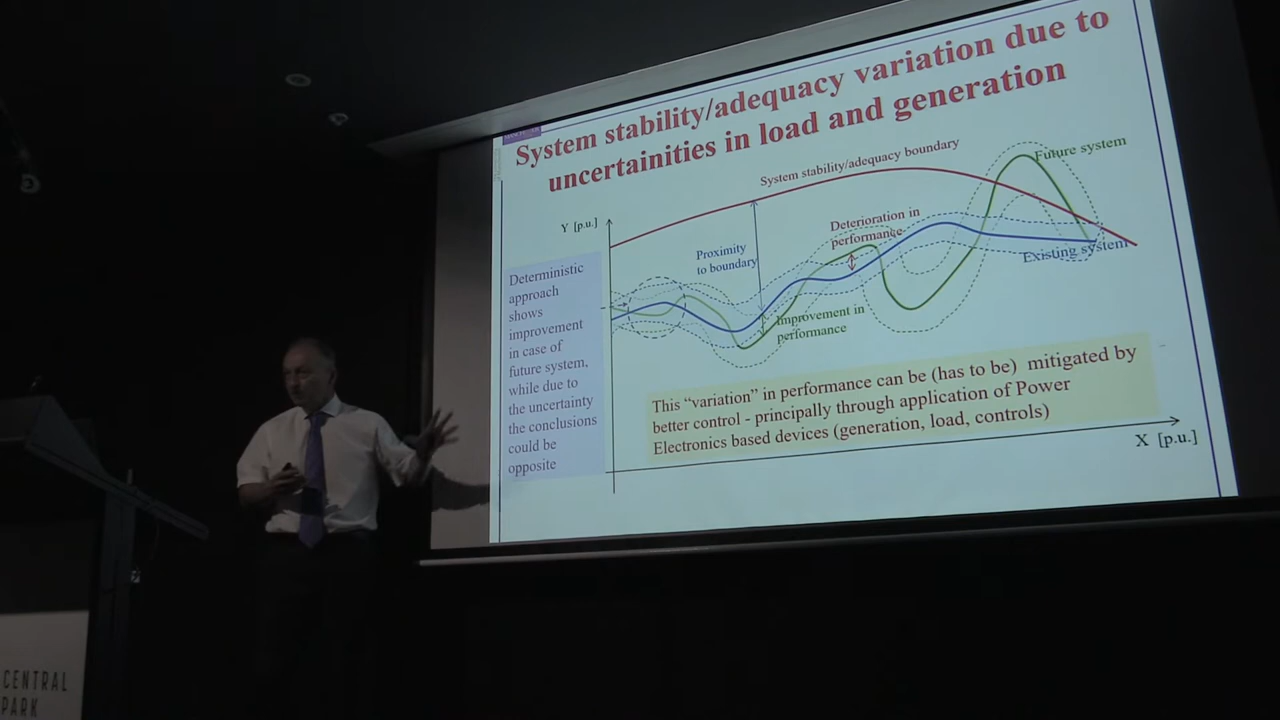 System stability/adequacy variation due to
uncertainities in load and generation
System stability/adequacy boundary
Future system
Y [p.u.]
Deterioration in
performance
Proximity
to boundary
Existing system
Improvement in
performance
Deterministic
approach
shows
improvement
in case of
future system,
while due to
the uncertainty
the conclusions
could be
opposite
This “variation” in performance can be (has to be) mitigated by
better control - principally through application of Power
Electronics based devices (generation, load, controls)
X [p.u.]
CENTRAL
PARK